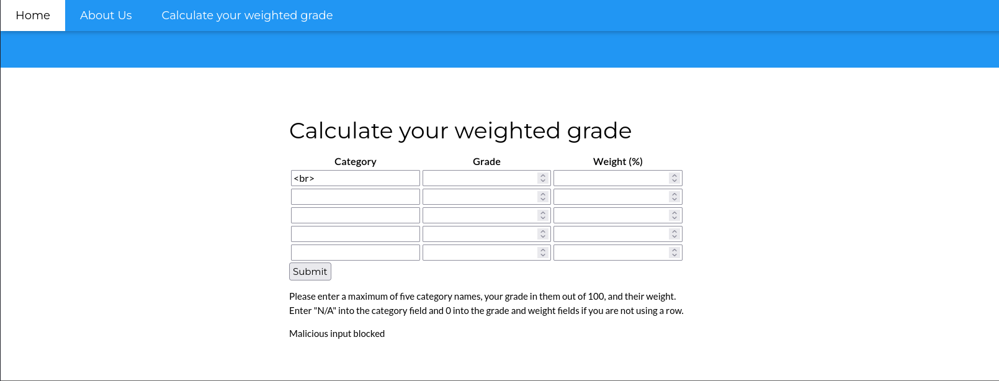 Home About Us Calculate your weighted grade
Calculate your weighted grade
Category Grade Weight (%)
<br>
Submit
Please enter a maximum of five category names, your grade in them out of 100, and their weight.
Enter "N/A" into the category field and 0 into the grade and weight fields if you are not using a row.
Malicious input blocked